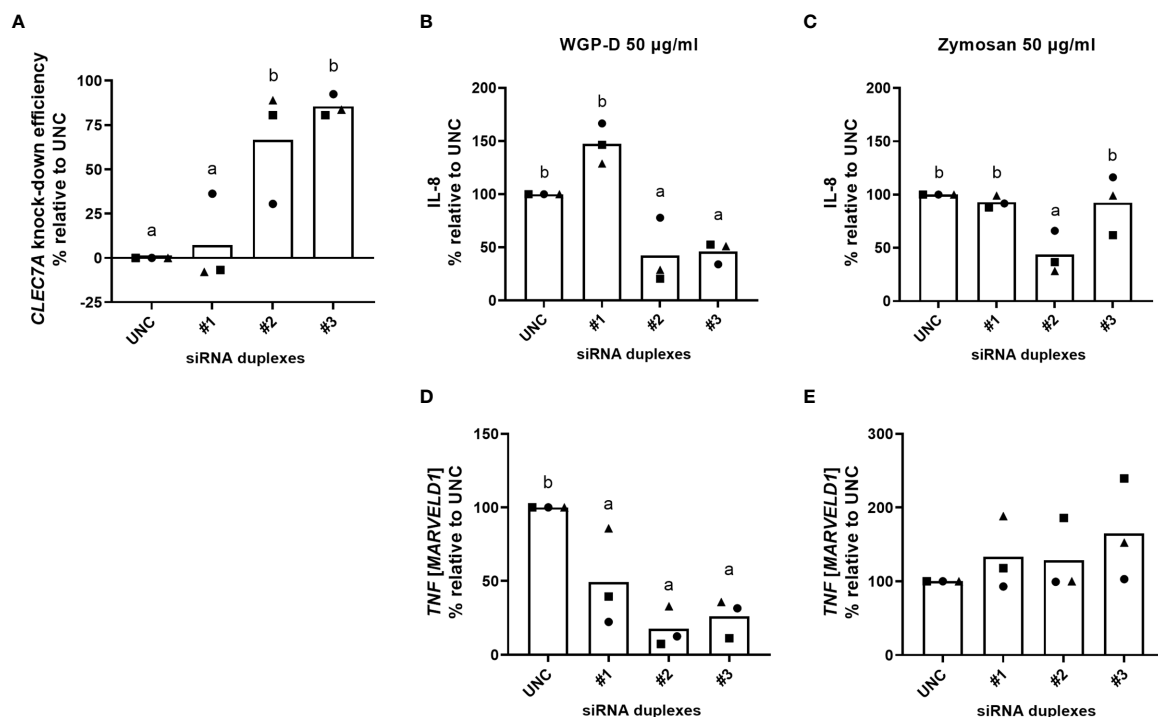 A
CLEC7A knock-down efficiency
% relative to UNC
100
75
50
25
0
-25
a
a
b
b
UNC
#1
#2
#3
siRNA duplexes
B
WGP-D 50 µg/ml
IL-8
% relative to UNC
200
150
100
50
0
b
b
a
a
UNC
#1
#2
#3
siRNA duplexes
C
Zymosan 50 µg/ml
IL-8
% relative to UNC
200
150
100
50
0
b
b
a
b
UNC
#1
#2
#3
siRNA duplexes
D
TNF [MARVELD1]
% relative to UNC
150
100
50
0
b
a
a
a
UNC
#1
#2
#3
siRNA duplexes
E
TNF [MARVELD1]
% relative to UNC
300
200
100
0
UNC
#1
#2
#3
siRNA duplexes